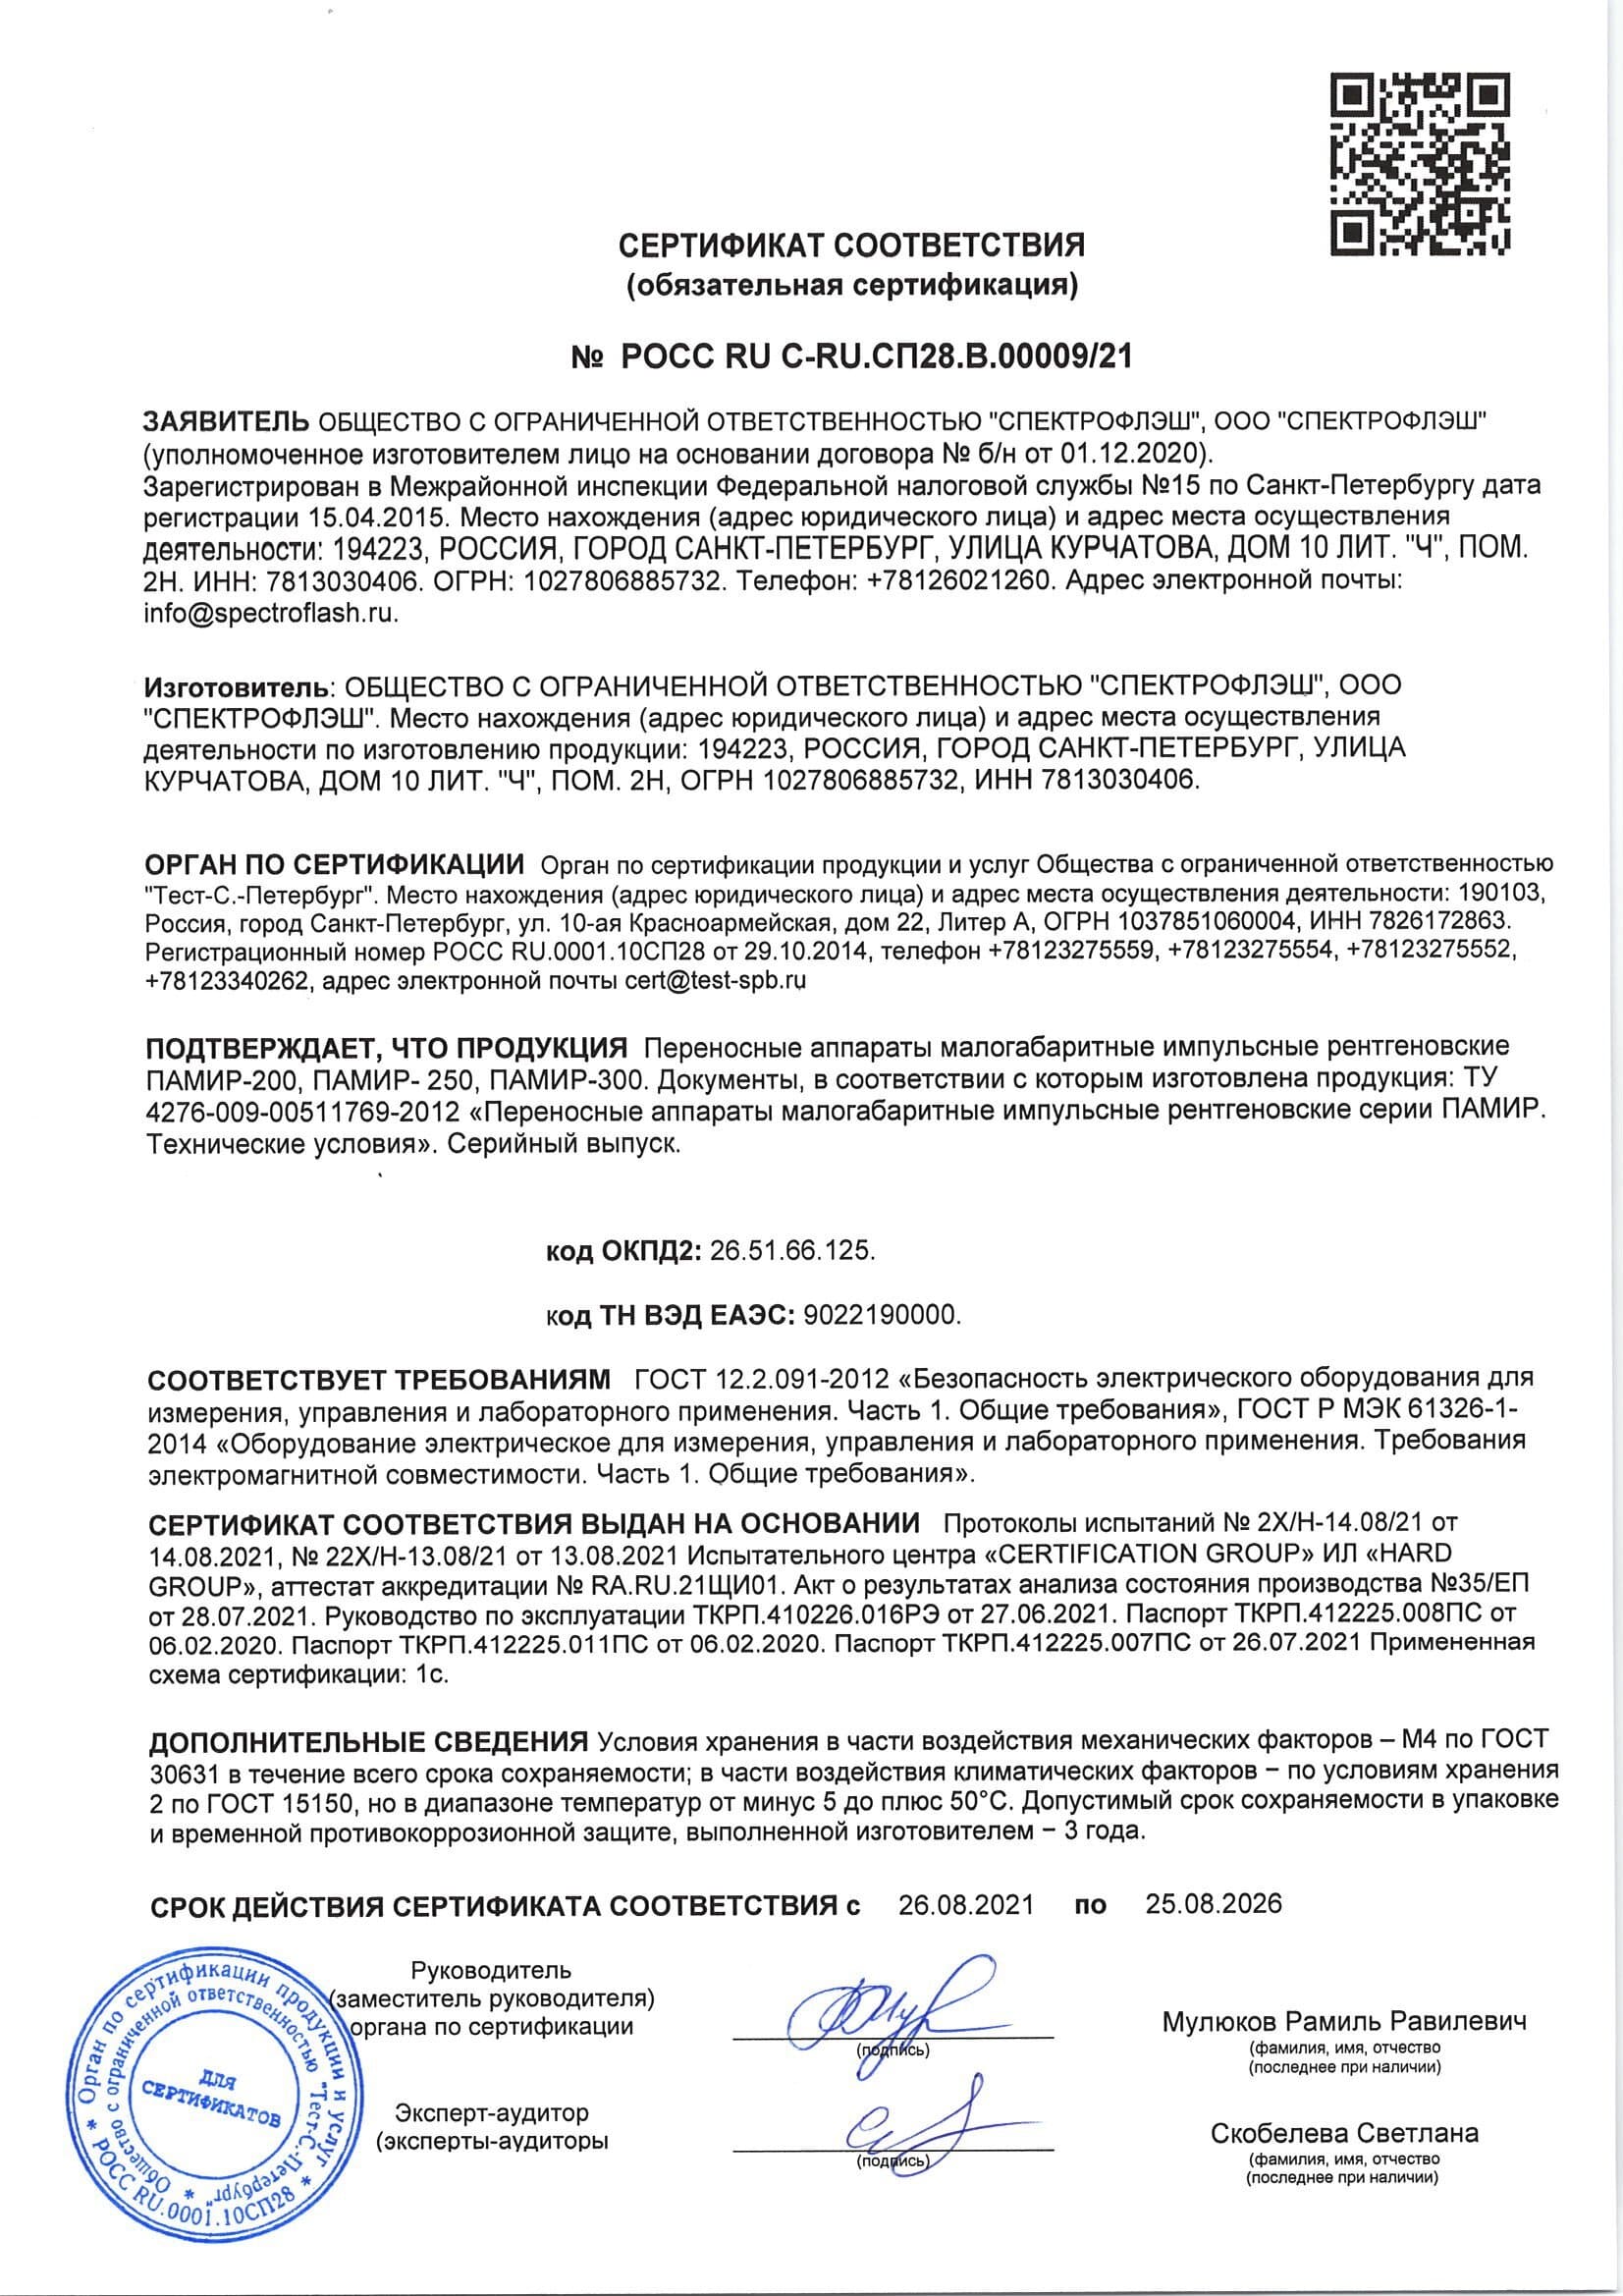 СЕРТИФИКАТ СООТВЕТСТВИЯ
(обязательная сертификация)
№ РОСС RU С-RU.СП28.В.00009/21
ЗАЯВИТЕЛЬ ОБЩЕСТВО С ОГРАНИЧЕННОЙ ОТВЕТСТВЕННОСТЬЮ "СПЕКТРОФЛЭШ", ООО "СПЕКТРОФЛЭШ"
(уполномоченное изготовителем лицо на основании договора № б/н от 01.12.2020).
Зарегистрирован в Межрайонной инспекции Федеральной налоговой службы №15 по Санкт-Петербургу дата
регистрации 15.04.2015. Место нахождения (адрес юридического лица) и адрес места осуществления
деятельности: 194223, РОССИЯ, ГОРОД САНКТ-ПЕТЕРБУРГ, УЛИЦА КУРЧАТОВА, ДОМ 10 ЛИТ. "Ч", ПОМ.
2Н. ИНН: 7813030406. ОГРН: 1027806885732. Телефон: +78126021260. Адрес электронной почты:
info@spectroflash.ru.
Изготовитель: ОБЩЕСТВО С ОГРАНИЧЕННОЙ ОТВЕТСТВЕННОСТЬЮ "СПЕКТРОФЛЭШ", ООО
"СПЕКТРОФЛЭШ". Место нахождения (адрес юридического лица) и адрес места осуществления
деятельности по изготовлению продукции: 194223, РОССИЯ, ГОРОД САНКТ-ПЕТЕРБУРГ, УЛИЦА
КУРЧАТОВА, ДОМ 10 ЛИТ. "Ч", ПОМ. 2Н, ОГРН 1027806885732, ИНН 7813030406.
ОРГАН ПО СЕРТИФИКАЦИИ Орган по сертификации продукции и услуг Общества с ограниченной ответственностью
"Тест-С.-Петербург". Место нахождения (адрес юридического лица) и адрес места осуществления деятельности: 190103,
Россия, город Санкт-Петербург, ул. 10-ая Красноармейская, дом 22, Литер А, ОГРН 1037851060004, ИНН 7826172863.
Регистрационный номер РОСС RU.0001.10СП28 от 29.10.2014, телефон +78123275559, +78123275554, +78123275552,
+78123340262, адрес электронной почты cert@test-spb.ru
ПОДТВЕРЖДАЕТ, ЧТО ПРОДУКЦИЯ Переносные аппараты малогабаритные импульсные рентгеновские
ПАМИР-200, ПАМИР- 250, ПАМИР-300. Документы, в соответствии с которым изготовлена продукция: ТУ
4276-009-00511769-2012 «Переносные аппараты малогабаритные импульсные рентгеновские серии ПАМИР.
Технические условия». Серийный выпуск.
код ОКПД2: 26.51.66.125.
код ТН ВЭД ЕАЭС: 9022190000.
СООТВЕТСТВУЕТ ТРЕБОВАНИЯМ ГОСТ 12.2.091-2012 «Безопасность электрического оборудования для
измерения, управления и лабораторного применения. Часть 1. Общие требования», ГОСТ Р МЭК 61326-1-
2014 «Оборудование электрическое для измерения, управления и лабораторного применения. Требования
электромагнитной совместимости. Часть 1. Общие требования».
СЕРТИФИКАТ СООТВЕТСТВИЯ ВЫДАН НА ОСНОВАНИИ Протоколы испытаний № 2Х/Н-14.08/21 от
14.08.2021, № 22Х/Н-13.08/21 от 13.08.2021 Испытательного центра «CERTIFICATION GROUP» ИЛ «HARD
GROUP», аттестат аккредитации № RA.RU.21ЩИ01. Акт о результатах анализа состояния производства №35/ЕП
от 28.07.2021. Руководство по эксплуатации ТКРП.410226.016РЭ от 27.06.2021. Паспорт ТКРП.412225.008ПС от
06.02.2020. Паспорт ТКРП.412225.011ПС от 06.02.2020. Паспорт ТКРП.412225.007ПС от 26.07.2021 Примененная
схема сертификации: 1с.
ДОПОЛНИТЕЛЬНЫЕ СВЕДЕНИЯ Условия хранения в части воздействия механических факторов – М4 по ГОСТ
30631 в течение всего срока сохраняемости; в части воздействия климатических факторов – по условиям хранения
2 по ГОСТ 15150, но в диапазоне температур от минус 5 до плюс 50°С. Допустимый срок сохраняемости в упаковке
и временной противокоррозионной защите, выполненной изготовителем – 3 года.
СРОК ДЕЙСТВИЯ СЕРТИФИКАТА СООТВЕТСТВИЯ с 26.08.2021 по 25.08.2026
Руководитель
(заместитель руководителя)
органа по сертификации
(подпись)
Мулюков Рамиль Равилевич
(фамилия, имя, отчество
(последнее при наличии)
Эксперт-аудитор
(эксперты-аудиторы
(подпись)
Скобелева Светлана
(фамилия, имя, отчество
(последнее при наличии)
* Орган по сертификации продукции и услуг *
РОСС RU.0001.10СП28
Общество с ограниченной ответственностью "Тест-С.-Петербург" *
ДЛЯ
СЕРТИФИКАТОВ